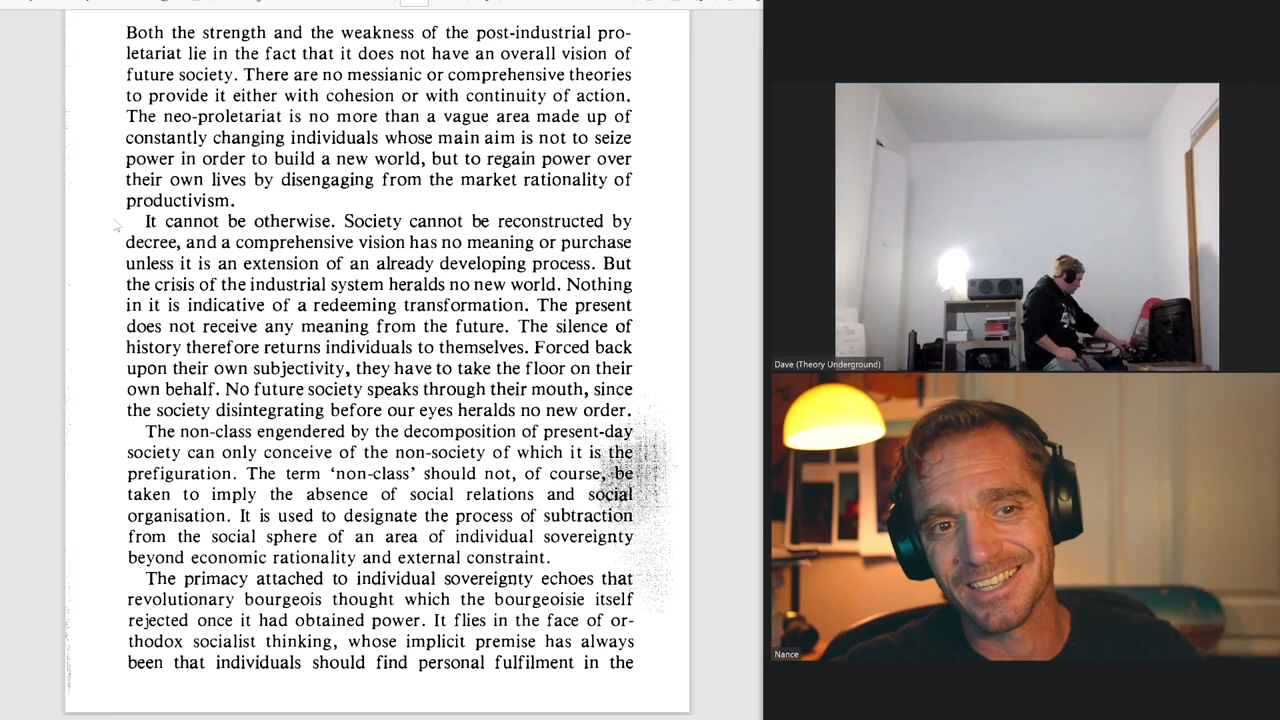 Both the strength and the weakness of the post-industrial pro-
letariat lie in the fact that it does not have an overall vision of
future society. There are no messianic or comprehensive theories
to provide it either with cohesion or with continuity of action.
The neo-proletariat is no more than a vague area made up of
constantly changing individuals whose main aim is not to seize
power in order to build a new world, but to regain power over
their own lives by disengaging from the market rationality of
productivism.
It cannot be otherwise. Society cannot be reconstructed by
decree, and a comprehensive vision has no meaning or purchase
unless it is an extension of an already developing process. But
the crisis of the industrial system heralds no new world. Nothing
in it is indicative of a redeeming transformation. The present
does not receive any meaning from the future. The silence of
history therefore returns individuals to themselves. Forced back
upon their own subjectivity, they have to take the floor on their
own behalf. No future society speaks through their mouth, since
the society disintegrating before our eyes heralds no new order.
The non-class engendered by the decomposition of present-day
society can only conceive of the non-society of which it is the
prefiguration. The term ‘non-class’ should not, of course, be
taken to imply the absence of social relations and social
organisation. It is used to designate the process of subtraction
from the social sphere of an area of individual sovereignty
beyond economic rationality and external constraint.
The primacy attached to individual sovereignty echoes that
revolutionary bourgeois thought which the bourgeoisie itself
rejected once it had obtained power. It flies in the face of or-
thodox socialist thinking, whose implicit premise has always
been that individuals should find personal fulfilment in the
Dave (Theory Underground)
Nance